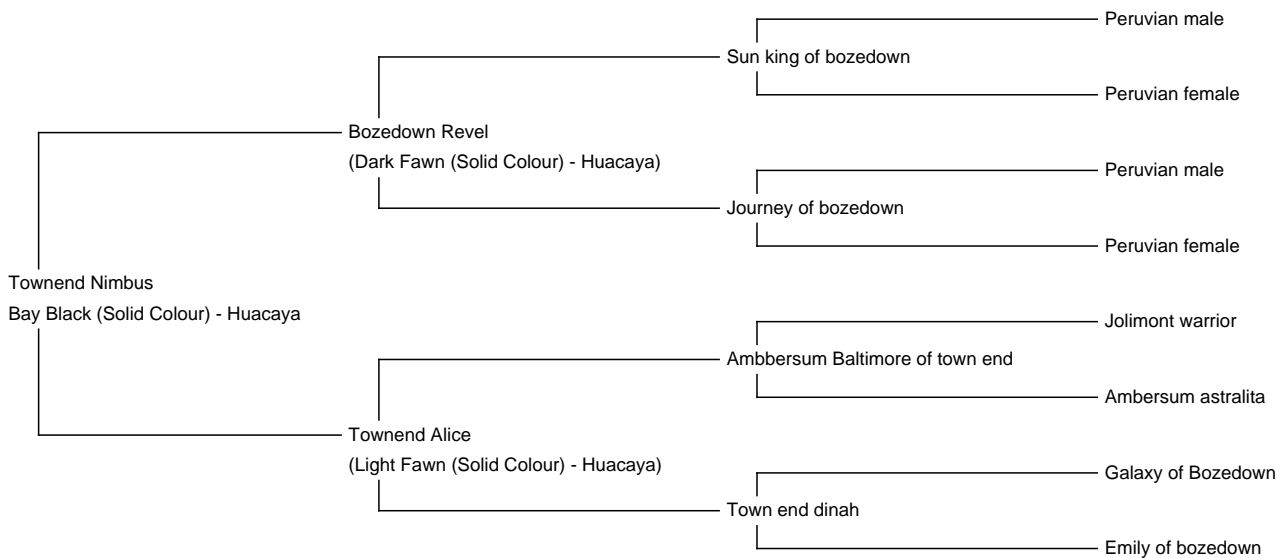 Peruvian male
Sun king of bozedown
Peruvian female
Bozedown Revel
(Dark Fawn (Solid Colour) - Huacaya)
Peruvian male
Journey of bozedown
Peruvian female
Townend Nimbus
Bay Black (Solid Colour) - Huacaya
Jolimont warrior
Ambbersum Baltimore of town end
Ambersum astralita
Townend Alice
(Light Fawn (Solid Colour) - Huacaya)
Galaxy of Bozedown
Town end dinah
Emily of bozedown